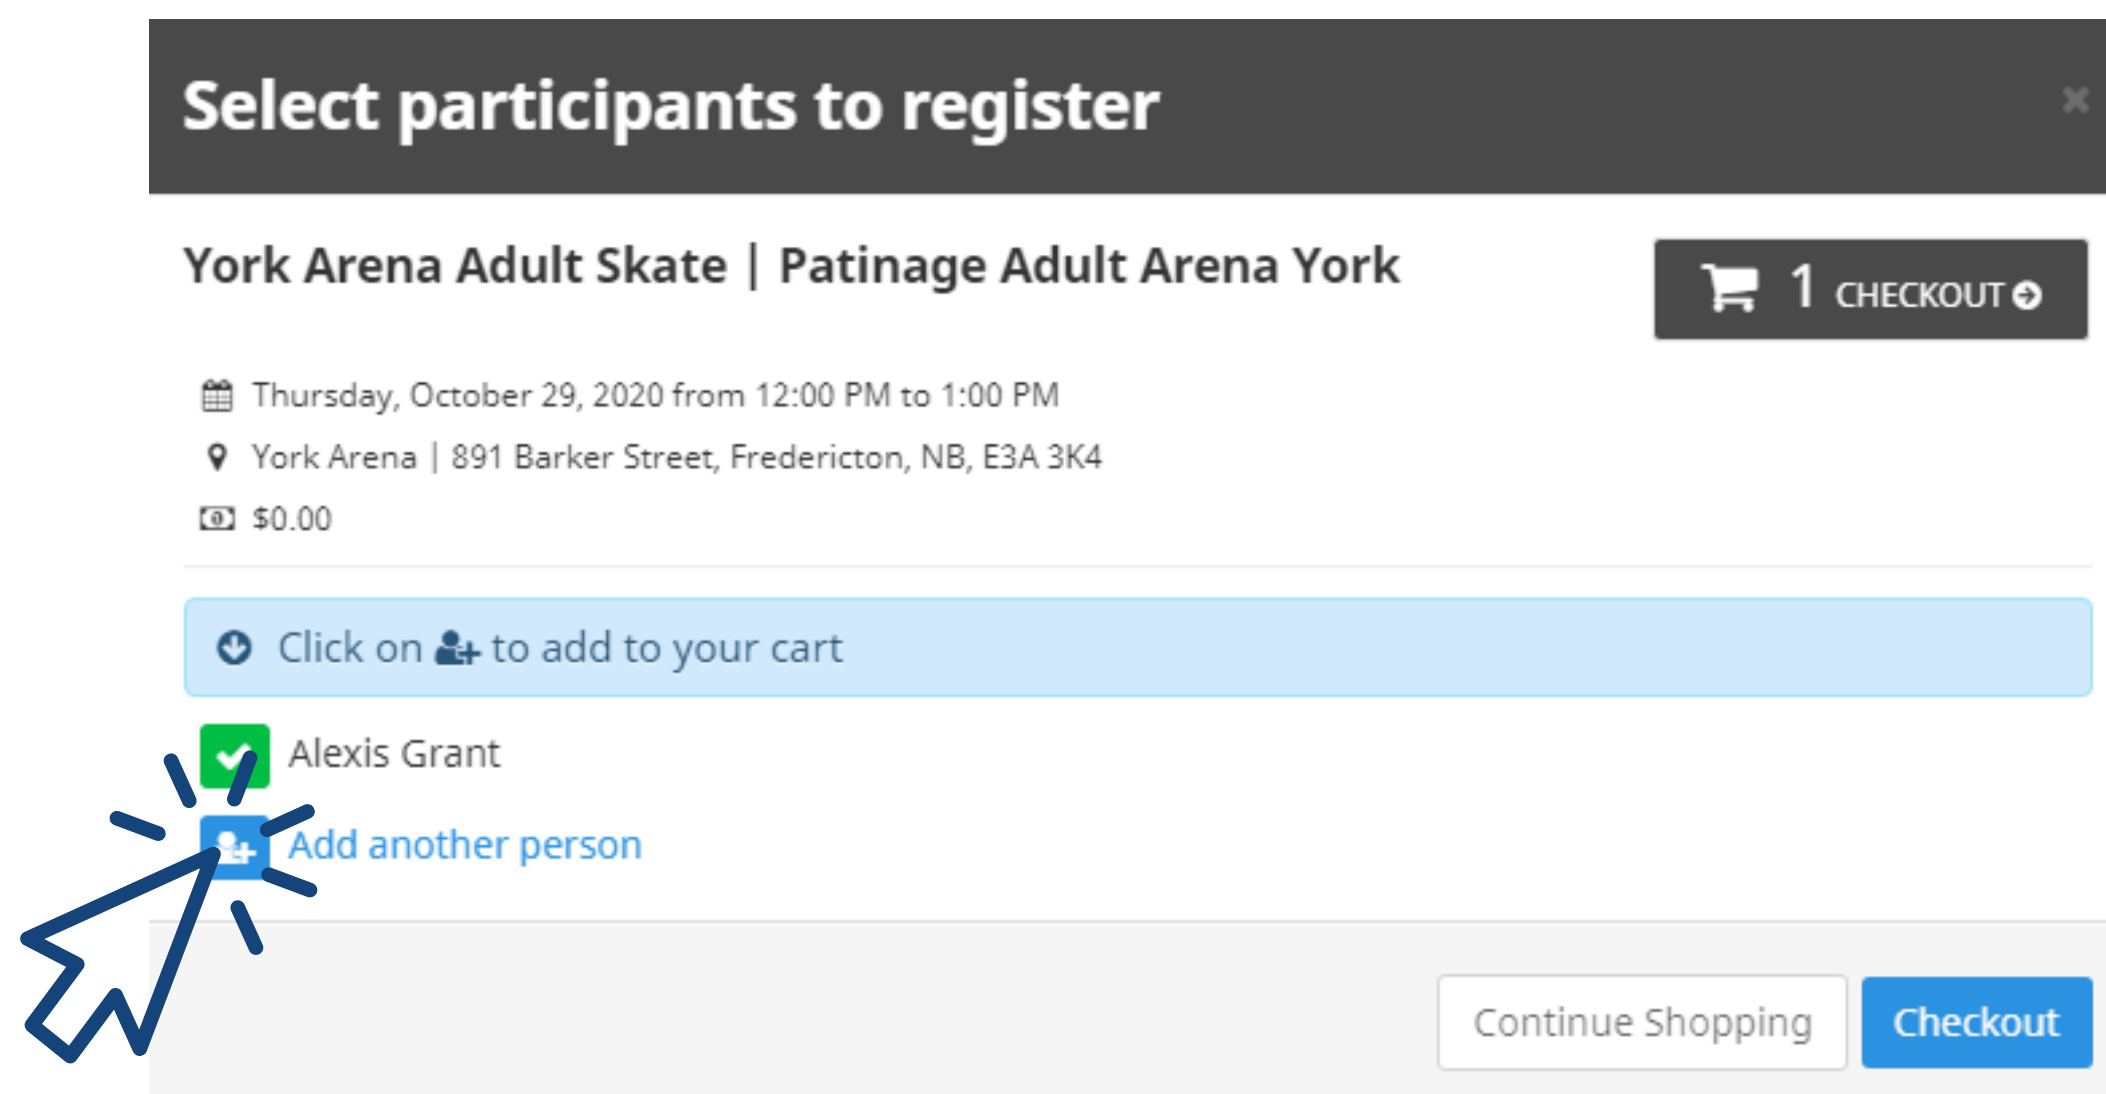 Select participants to register
York Arena Adult Skate | Patinage Adult Arena York
1 CHECKOUT
Thursday, October 29, 2020 from 12:00 PM to 1:00 PM
York Arena | 891 Barker Street, Fredericton, NB, E3A 3K4
$0.00
Click on to add to your cart
Alexis Grant
Add another person
Continue Shopping
Checkout